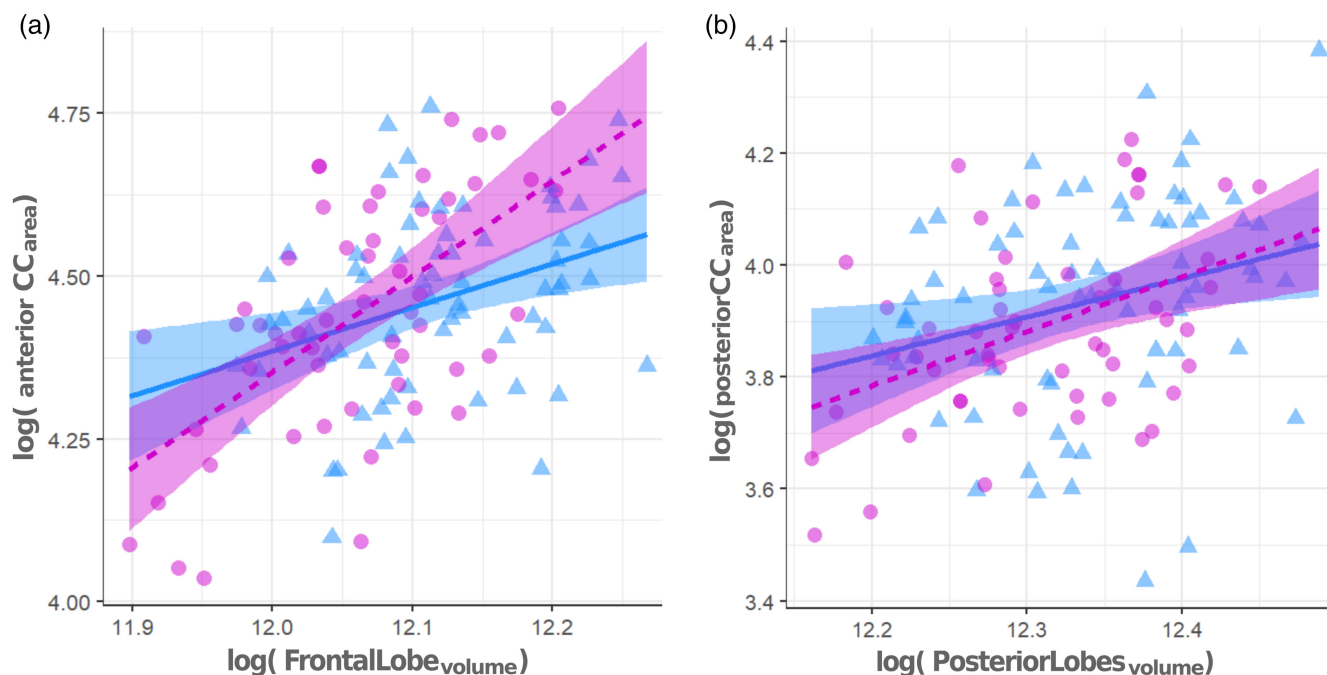 (a)
log( anterior CCarea)
4.75
4.50
4.25
4.00
11.9 12.0 12.1 12.2
log( FrontalLobevolume)
(b)
log(posteriorCCarea)
4.4
4.2
4.0
3.8
3.6
3.4
12.2 12.3 12.4
log( PosteriorLobesvolume)